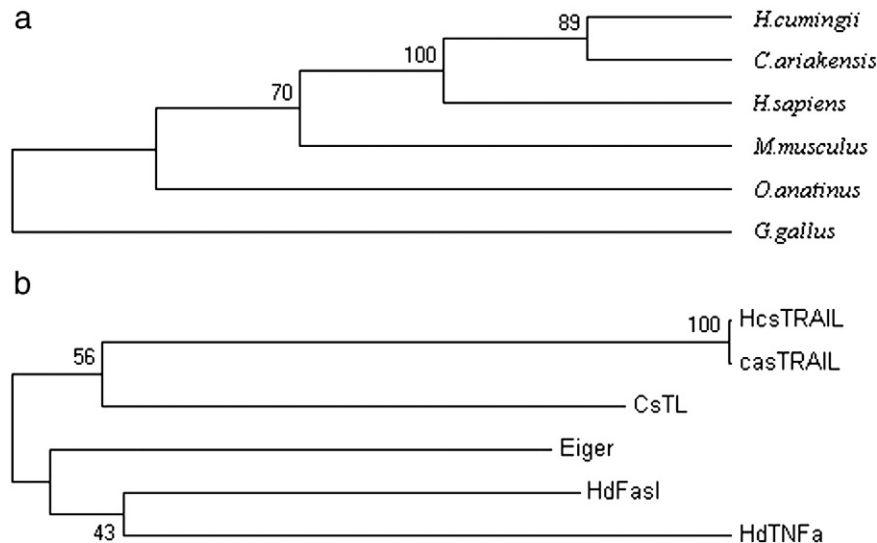 a
89
H.cumingii
C.ariakensis
100
H.sapiens
70
M.musculus
O.anatinus
G.gallus
b
100
HcsTRAIL
casTRAIL
56
CsTL
Eiger
HdFasl
43
HdTNFa